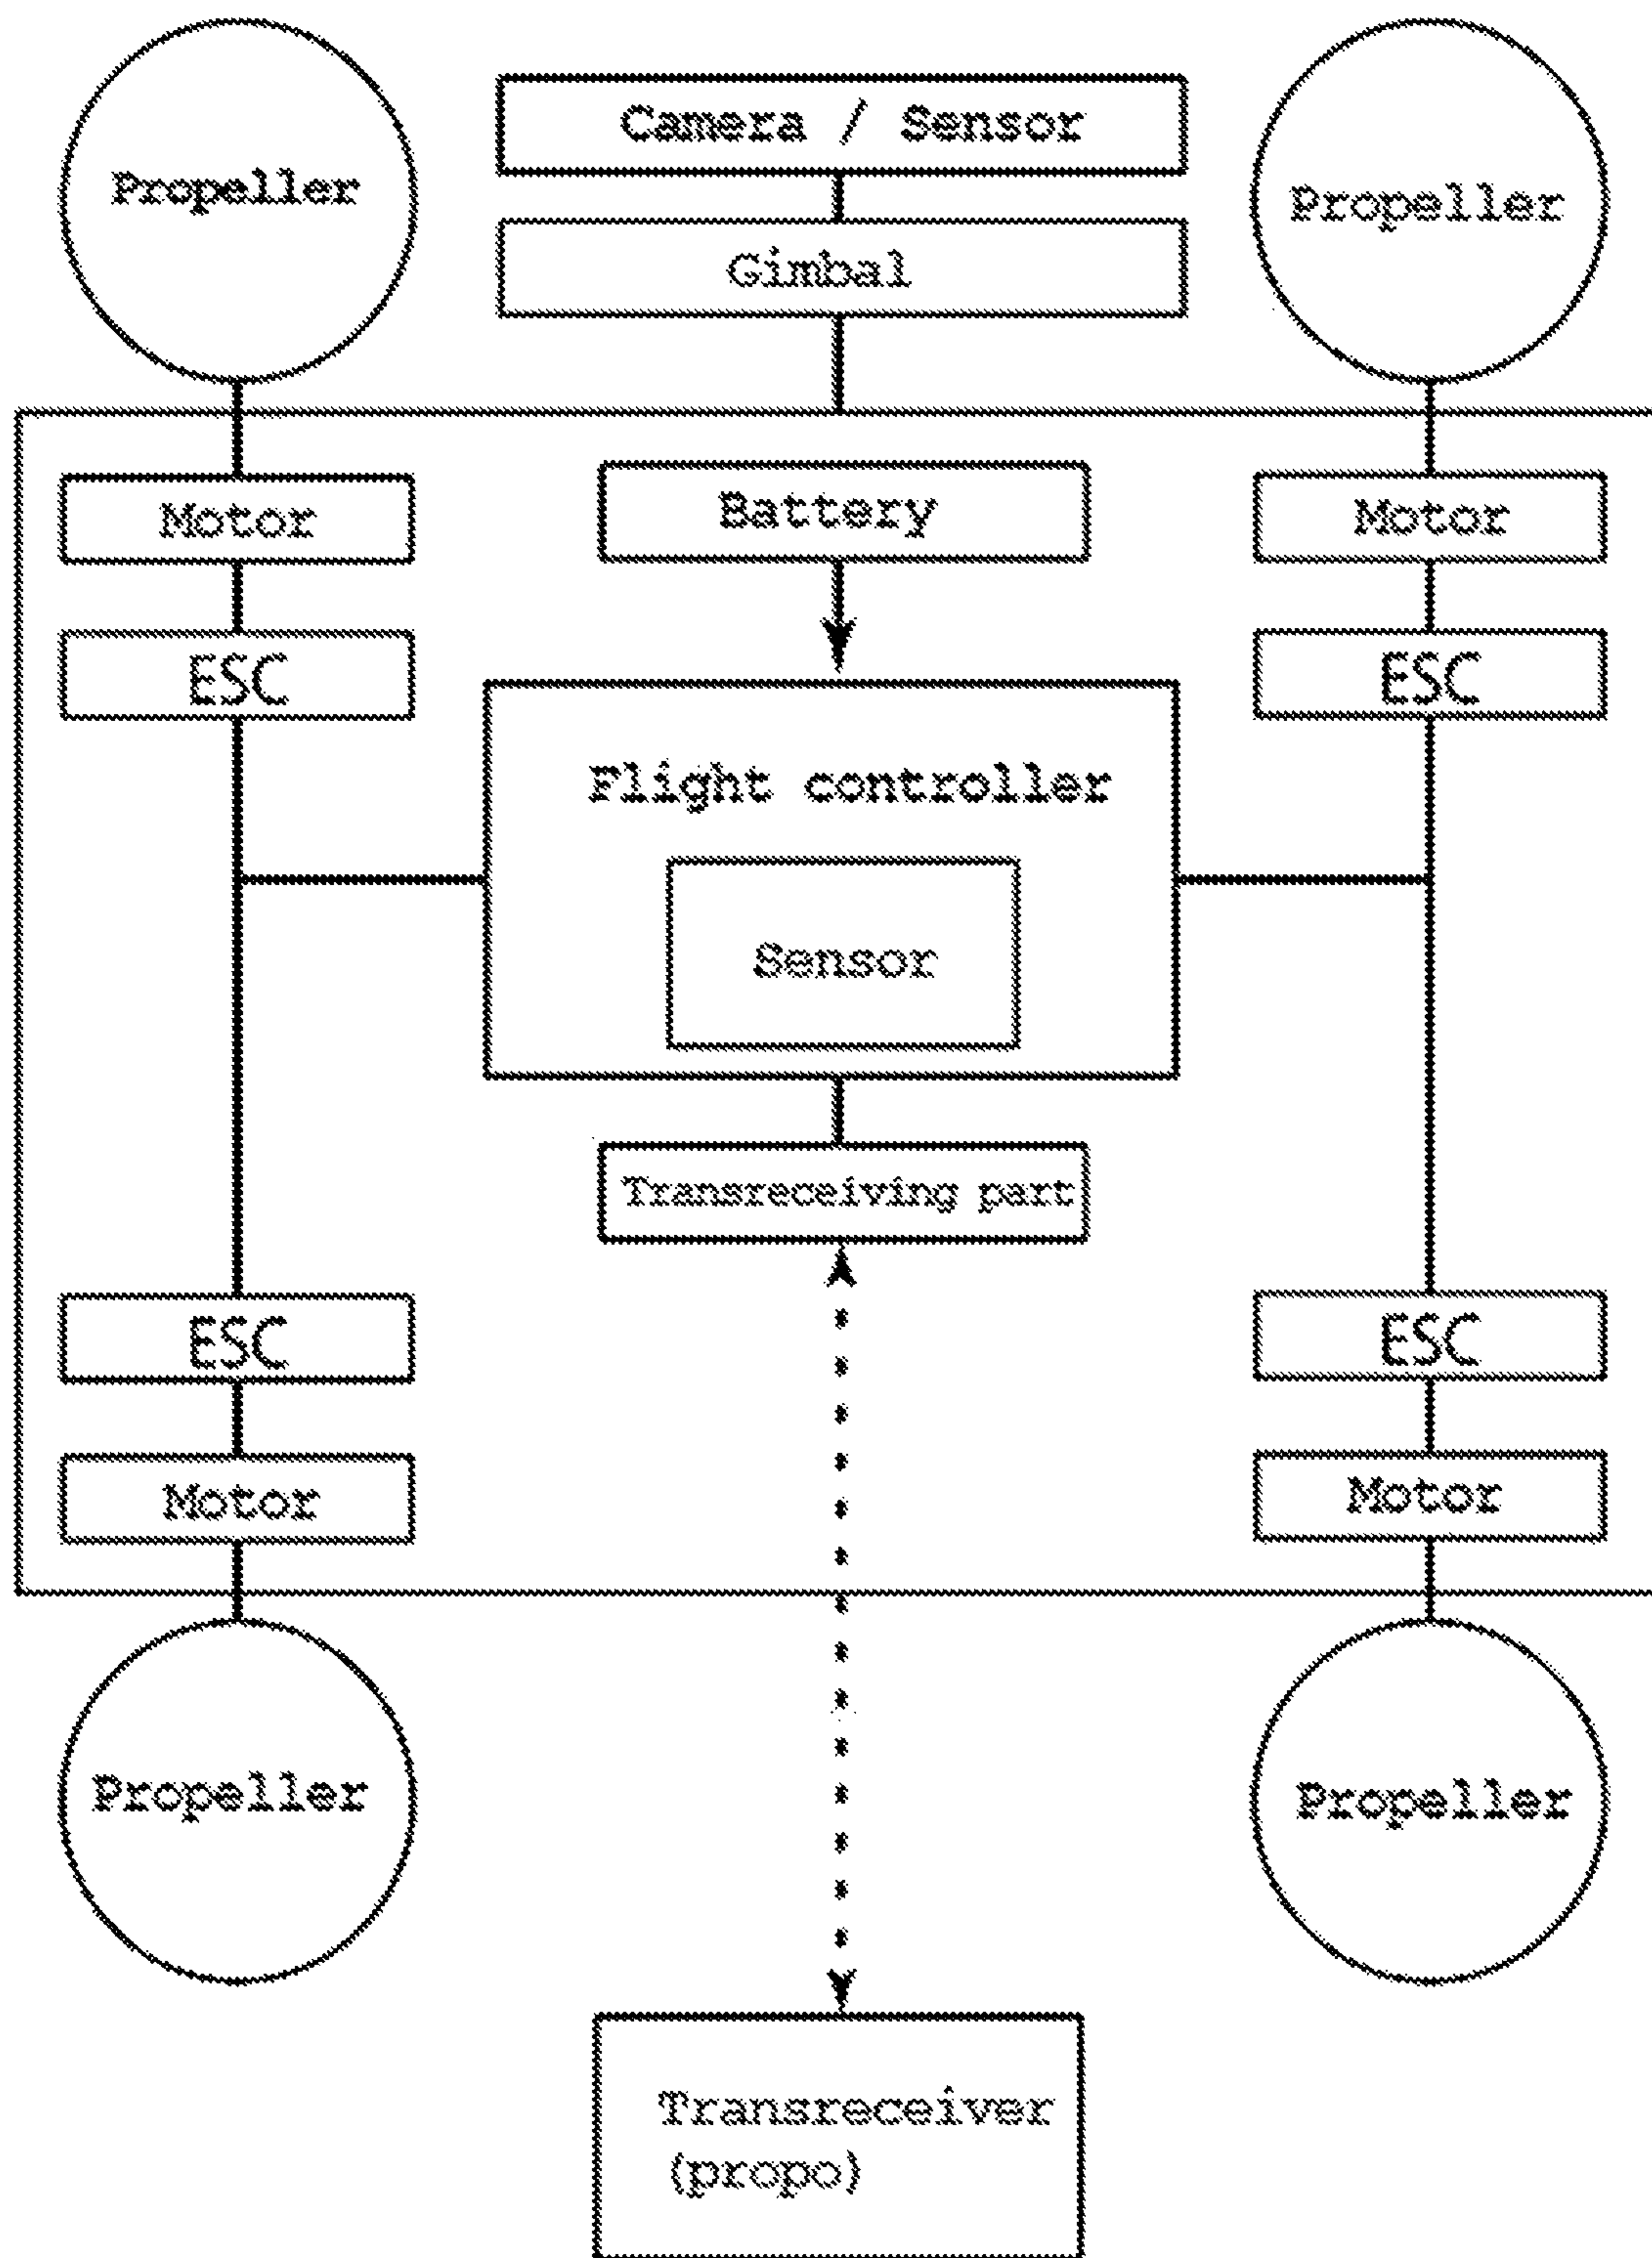 Camera / Sensor
Propeller
Propeller
Gimbal
Motor
Battery
Motor
ESC
ESC
Flight controller
Sensor
Transreceiving part
ESC
ESC
Motor
Motor
Propeller
Propeller
Transreceiver
(propo)